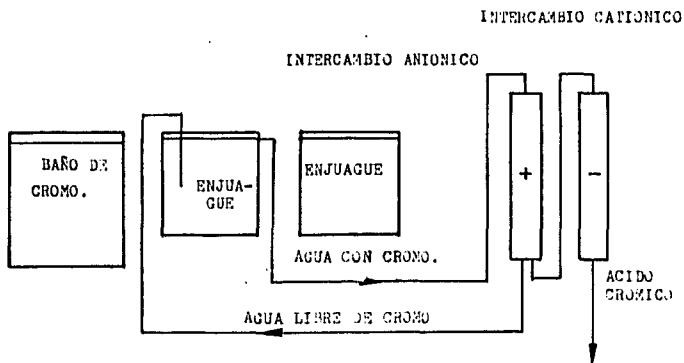 INTERCAMBIO CATIONICO
INTERCAMBIO ANIONICO
BAÑO DE
CROMO.
ENJUA-
GUE
ENJUAGUE
+
-
AGUA CON CROMO.
ACIDO
CROMICO
AGUA LIBRE DE CROMO